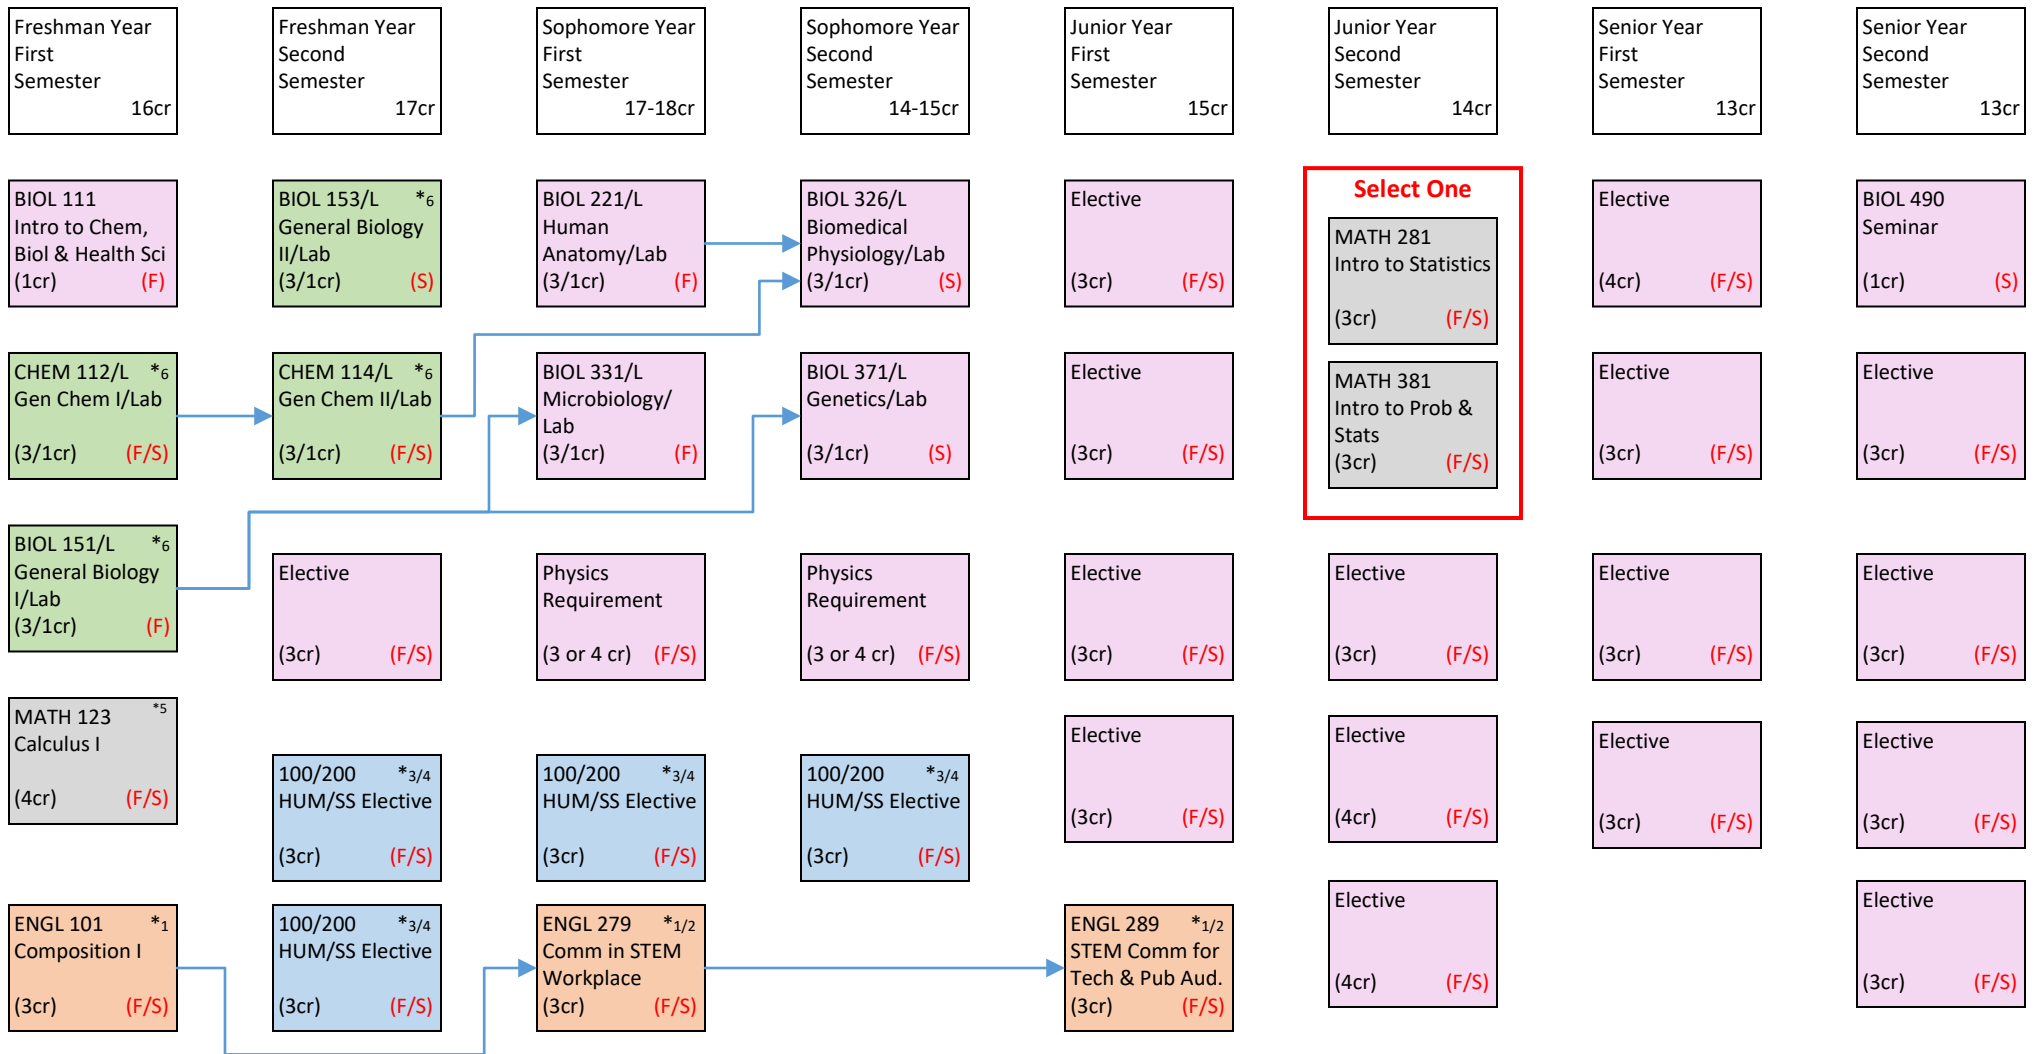 Freshman Year
First
Semester
16cr
Freshman Year
Second
Semester
17cr
Sophomore Year
First
Semester
17-18cr
Sophomore Year
Second
Semester
14-15cr
Junior Year
First
Semester
15cr
Junior Year
Second
Semester
14cr
Senior Year
First
Semester
13cr
Senior Year
Second
Semester
13cr
BIOL 111
Intro to Chem,
Biol & Health Sci
(1cr) (F)
BIOL 153/L *6
General Biology
II/Lab
(3/1cr) (S)
BIOL 221/L
Human
Anatomy/Lab
(3/1cr) (F)
BIOL 326/L
Biomedical
Physiology/Lab
(3/1cr) (S)
Elective
(3cr) (F/S)
Select One
MATH 281
Intro to Statistics
(3cr) (F/S)
MATH 381
Intro to Prob &
Stats
(3cr) (F/S)
Elective
(4cr) (F/S)
BIOL 490
Seminar
(1cr) (S)
CHEM 112/L *6
Gen Chem I/Lab
(3/1cr) (F/S)
CHEM 114/L *6
Gen Chem II/Lab
(3/1cr) (F/S)
BIOL 331/L
Microbiology/
Lab
(3/1cr) (F)
BIOL 371/L
Genetics/Lab
(3/1cr) (S)
Elective
(3cr) (F/S)
Elective
(3cr) (F/S)
Elective
(3cr) (F/S)
BIOL 151/L *6
General Biology
I/Lab
(3/1cr) (F)
Elective
(3cr) (F/S)
Physics
Requirement
(3 or 4 cr) (F/S)
Physics
Requirement
(3 or 4 cr) (F/S)
Elective
(3cr) (F/S)
Elective
(3cr) (F/S)
Elective
(3cr) (F/S)
Elective
(3cr) (F/S)
MATH 123 *5
Calculus I
(4cr) (F/S)
100/200 *3/4
HUM/SS Elective
(3cr) (F/S)
100/200 *3/4
HUM/SS Elective
(3cr) (F/S)
100/200 *3/4
HUM/SS Elective
(3cr) (F/S)
Elective
(3cr) (F/S)
Elective
(4cr) (F/S)
Elective
(3cr) (F/S)
Elective
(3cr) (F/S)
ENGL 101 *1
Composition I
(3cr) (F/S)
100/200 *3/4
HUM/SS Elective
(3cr) (F/S)
ENGL 279 *1/2
Comm in STEM
Workplace
(3cr) (F/S)
ENGL 289 *1/2
STEM Comm for
Tech & Pub Aud.
(3cr) (F/S)
Elective
(4cr) (F/S)
Elective
(3cr) (F/S)